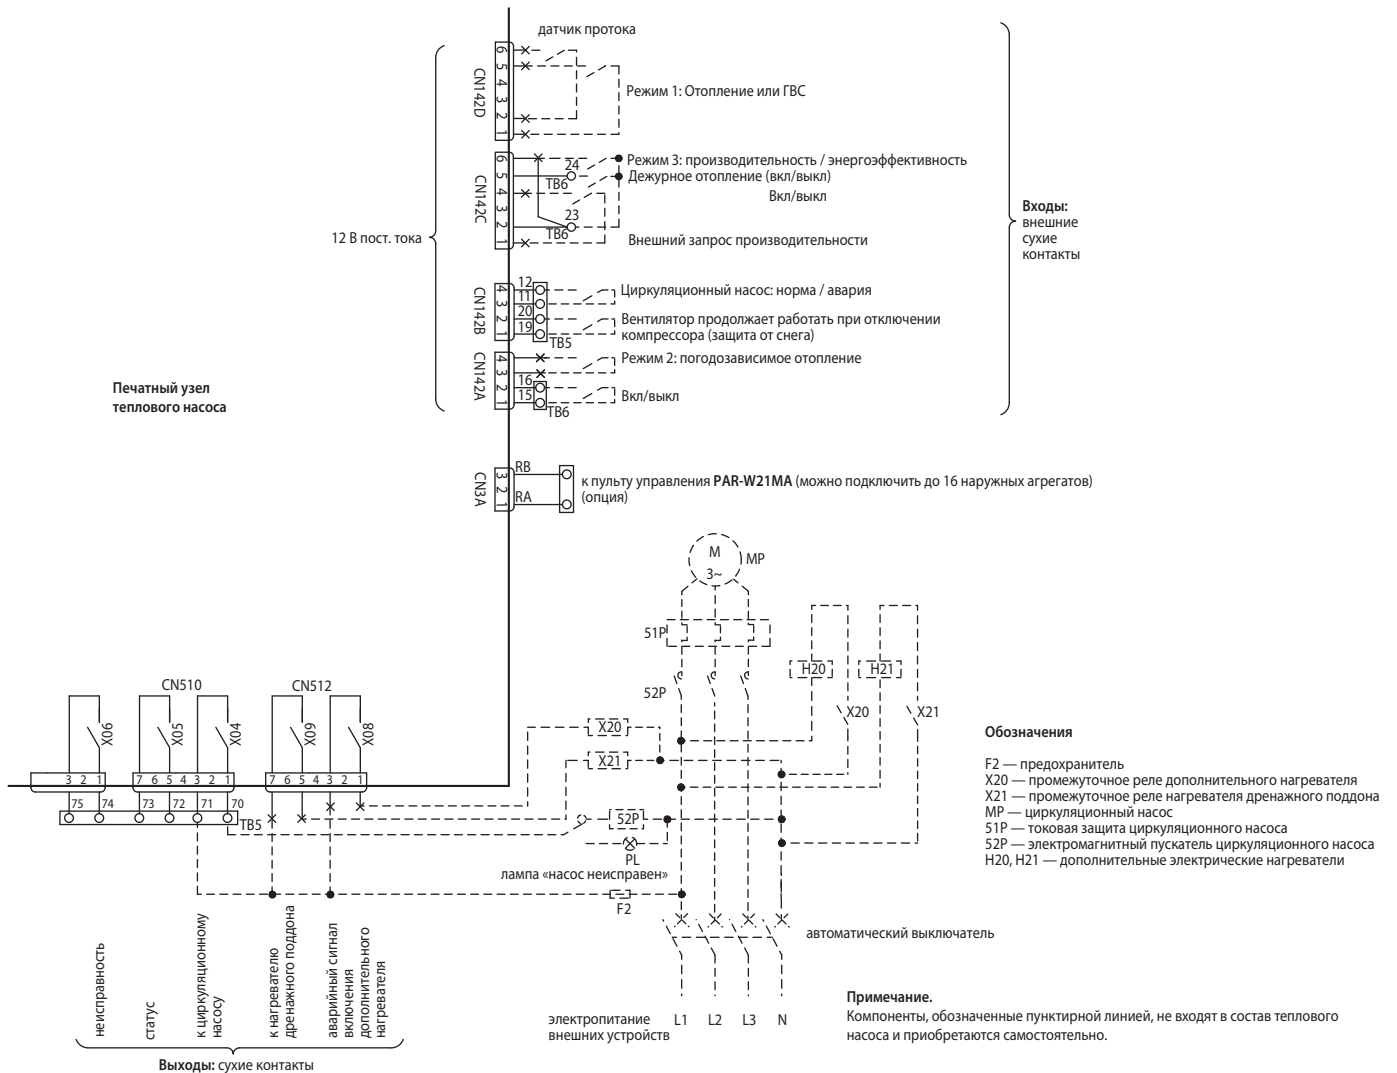 датчик протока
CN142D
6
5
4
3
2
1
Режим 1: Отопление или ГВС
CN142C
6
5
4
3
2
1
24
TB6
23
TB6
Режим 3: производительность / энергоэффективность
Дежурное отопление (вкл/выкл)
Вкл/выкл
Внешний запрос производительности
12 В пост. тока
Входы:
внешние
сухие
контакты
CN142B
4
3
2
1
12
11
20
19
TB5
Циркуляционный насос: норма / авария
Вентилятор продолжает работать при отключении
компрессора (защита от снега)
CN142A
4
3
2
1
16
15
TB6
Режим 2: погодозависимое отопление
Вкл/выкл
Печатный узел
теплового насоса
CN3A
3
2
1
RB
RA
к пульту управления PAR-W21MA (можно подключить до 16 наружных агрегатов)
(опция)
M
3~
MP
51P
52P
H20
H21
X20
X21
X20
X21
52P
PL
лампа «насос неисправен»
F2
CN510
CN512
X06
X05
X04
X09
X08
3 2 1
7 6 5 4 3 2 1
7 6 5 4 3 2 1
75 74 73 72 71 70
TB5
автоматический выключатель
Обозначения
F2 — предохранитель
X20 — промежуточное реле дополнительного нагревателя
X21 — промежуточное реле нагревателя дренажного поддона
MP — циркуляционный насос
51P — токовая защита циркуляционного насоса
52P — электромагнитный пускатель циркуляционного насоса
H20, H21 — дополнительные электрические нагреватели
неисправность
статус
к циркуляционному
насосу
к нагревателю
дренажного поддона
аварийный сигнал
включения
дополнительного
нагревателя
Выходы: сухие контакты
электропитание
внешних устройств
L1 L2 L3 N
Примечание.
Компоненты, обозначенные пунктирной линией, не входят в состав теплового
насоса и приобретаются самостоятельно.